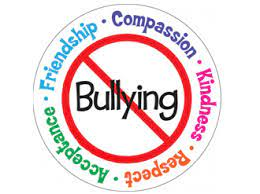 Friendship • Compassion • Kindness • Respect • Acceptance •
Bullying